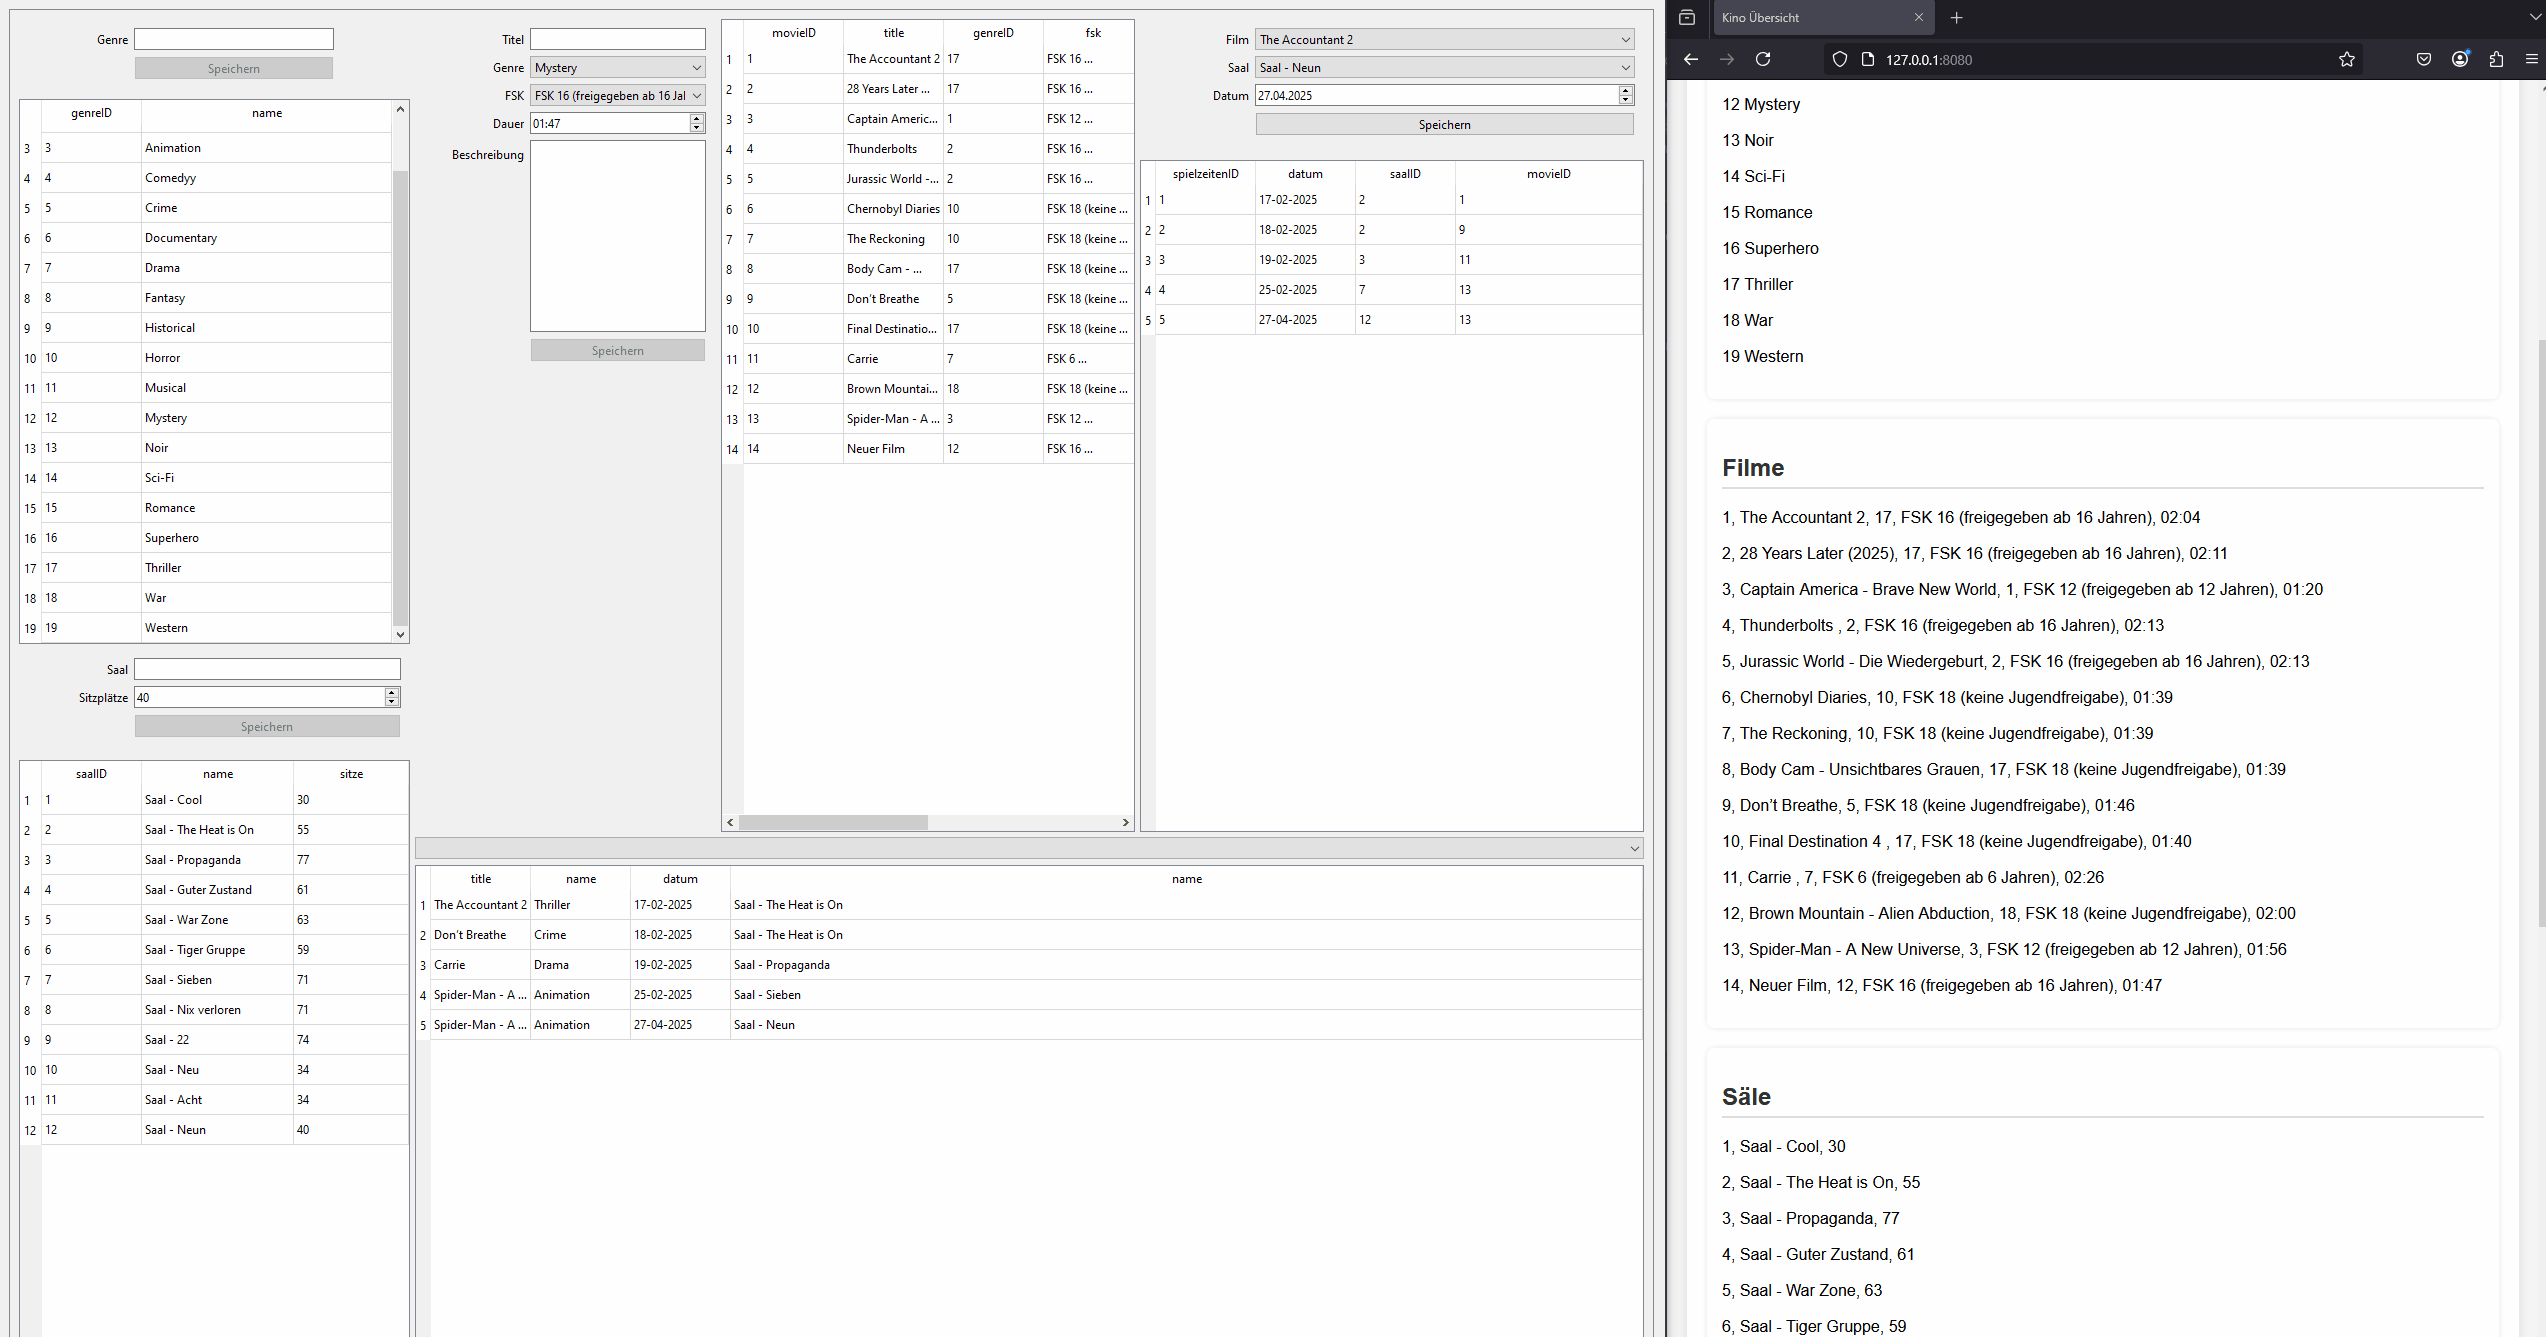 Genre
Speichern
genreID name
3 3 Animation
4 4 Comedyy
5 5 Crime
6 6 Documentary
7 7 Drama
8 8 Fantasy
9 9 Historical
10 10 Horror
11 11 Musical
12 12 Mystery
13 13 Noir
14 14 Sci-Fi
15 15 Romance
16 16 Superhero
17 17 Thriller
18 18 War
19 19 Western
Saal
Sitzplätze 40
Speichern
saalID name sitze
1 1 Saal - Cool 30
2 2 Saal - The Heat is On 55
3 3 Saal - Propaganda 77
4 4 Saal - Guter Zustand 61
5 5 Saal - War Zone 63
6 6 Saal - Tiger Gruppe 59
7 7 Saal - Sieben 71
8 8 Saal - Nix verloren 71
9 9 Saal - 22 74
10 10 Saal - Neu 34
11 11 Saal - Acht 34
12 12 Saal - Neun 40
Titel
Genre Mystery
FSK FSK 16 (freigegeben ab 16 Jal
Dauer 01:47
Beschreibung
Speichern
movieID title genreID fsk
1 1 The Accountant 2 17 FSK 16 ...
2 2 28 Years Later ... 17 FSK 16 ...
3 3 Captain Americ... 1 FSK 12 ...
4 4 Thunderbolts 2 FSK 16 ...
5 5 Jurassic World -... 2 FSK 16 ...
6 6 Chernobyl Diaries 10 FSK 18 (keine ...
7 7 The Reckoning 10 FSK 18 (keine ...
8 8 Body Cam - ... 17 FSK 18 (keine ...
9 9 Don't Breathe 5 FSK 18 (keine ...
10 10 Final Destinatio... 17 FSK 18 (keine ...
11 11 Carrie 7 FSK 6 ...
12 12 Brown Mountai... 18 FSK 18 (keine ...
13 13 Spider-Man - A ... 3 FSK 12 ...
14 14 Neuer Film 12 FSK 16 ...
Film The Accountant 2
Saal Saal - Neun
Datum 27.04.2025
Speichern
spielzeitenID datum saalID movieID
1 1 17-02-2025 2 1
2 2 18-02-2025 2 9
3 3 19-02-2025 3 11
4 4 25-02-2025 7 13
5 5 27-04-2025 12 13
title name datum name
1 The Accountant 2 Thriller 17-02-2025 Saal - The Heat is On
2 Don't Breathe Crime 18-02-2025 Saal - The Heat is On
3 Carrie Drama 19-02-2025 Saal - Propaganda
4 Spider-Man - A ... Animation 25-02-2025 Saal - Sieben
5 Spider-Man - A ... Animation 27-04-2025 Saal - Neun
Kino Übersicht
127.0.0.1:8080
12 Mystery
13 Noir
14 Sci-Fi
15 Romance
16 Superhero
17 Thriller
18 War
19 Western
Filme
1, The Accountant 2, 17, FSK 16 (freigegeben ab 16 Jahren), 02:04
2, 28 Years Later (2025), 17, FSK 16 (freigegeben ab 16 Jahren), 02:11
3, Captain America - Brave New World, 1, FSK 12 (freigegeben ab 12 Jahren), 01:20
4, Thunderbolts , 2, FSK 16 (freigegeben ab 16 Jahren), 02:13
5, Jurassic World - Die Wiedergeburt, 2, FSK 16 (freigegeben ab 16 Jahren), 02:13
6, Chernobyl Diaries, 10, FSK 18 (keine Jugendfreigabe), 01:39
7, The Reckoning, 10, FSK 18 (keine Jugendfreigabe), 01:39
8, Body Cam - Unsichtbares Grauen, 17, FSK 18 (keine Jugendfreigabe), 01:39
9, Don't Breathe, 5, FSK 18 (keine Jugendfreigabe), 01:46
10, Final Destination 4 , 17, FSK 18 (keine Jugendfreigabe), 01:40
11, Carrie , 7, FSK 6 (freigegeben ab 6 Jahren), 02:26
12, Brown Mountain - Alien Abduction, 18, FSK 18 (keine Jugendfreigabe), 02:00
13, Spider-Man - A New Universe, 3, FSK 12 (freigegeben ab 12 Jahren), 01:56
14, Neuer Film, 12, FSK 16 (freigegeben ab 16 Jahren), 01:47
Säle
1, Saal - Cool, 30
2, Saal - The Heat is On, 55
3, Saal - Propaganda, 77
4, Saal - Guter Zustand, 61
5, Saal - War Zone, 63
6, Saal - Tiger Gruppe, 59